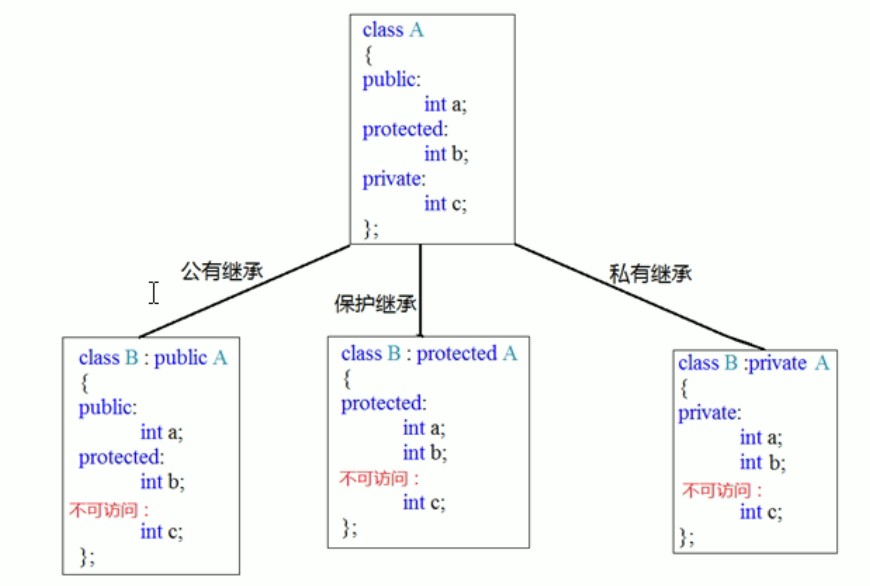 class A
{
public:
int a;
protected:
int b;
private:
int c;
};
公有继承
保护继承
私有继承
class B : public A
{
public:
int a;
protected:
int b;
不可访问：
int c;
};
class B : protected A
{
protected:
int a;
int b;
不可访问：
int c;
};
class B :private A
{
private:
int a;
int b;
不可访问：
int c;
};